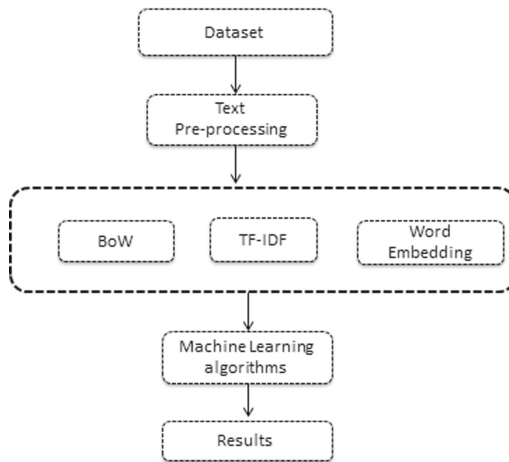 Dataset
Text
Pre-processing
BoW
TF-IDF
Word
Embedding
Machine Learning
algorithms
Results